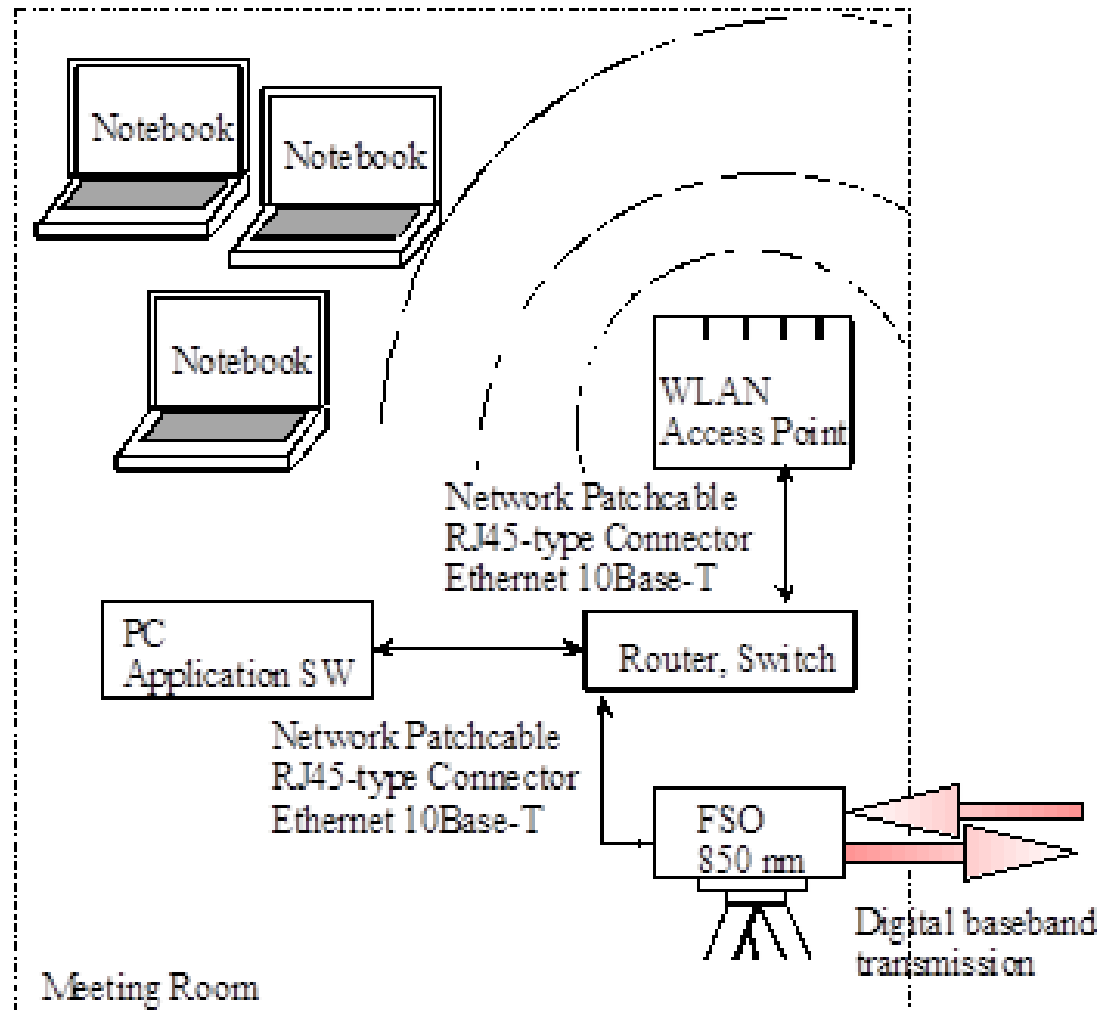 Notebook
Notebook
Notebook
WLAN
Access Point
Network Patchcable
RJ45-type Connector
Ethernet 10Base-T
PC
Application SW
Router, Switch
Network Patchcable
RJ45-type Connector
Ethernet 10Base-T
FSO
850 nm
Digital baseband
transmission
Meeting Room